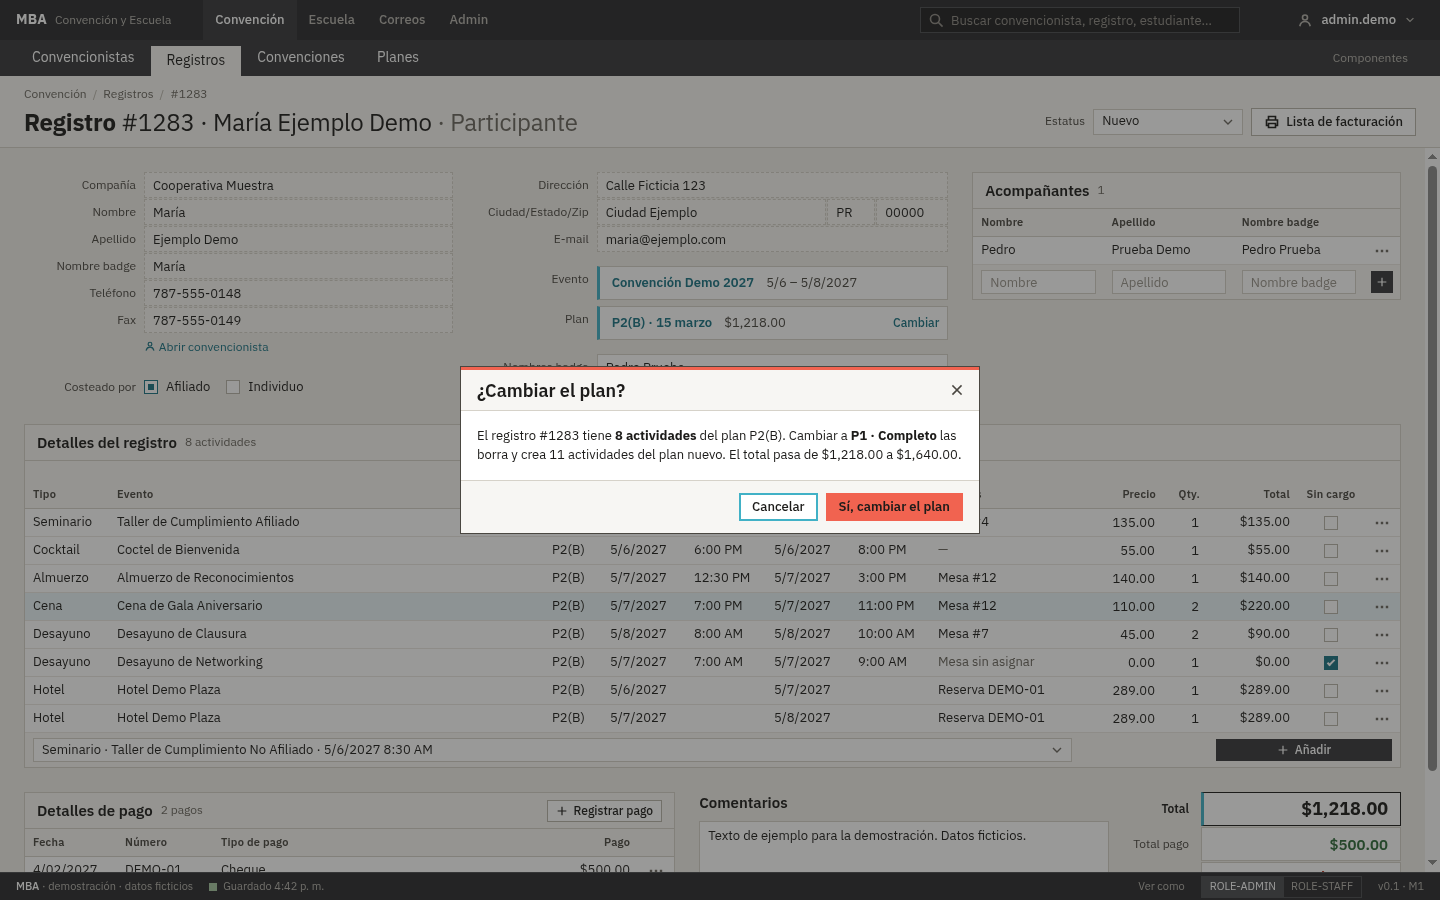 MBA Convención y Escuela Convención Escuela Correos Admin Buscar convencionista, registro, estudiante... admin.demo
Convencionistas Registros Convenciones Planes Componentes
Convención / Registros / #1283
Registro #1283 · María Ejemplo Demo · Participante
Estatus Nuevo Lista de facturación
Compañía Cooperativa Muestra
Nombre María
Apellido Ejemplo Demo
Nombre badge María
Teléfono 787-555-0148
Fax 787-555-0149
Abrir convencionista
Costeado por Afiliado Individuo
Dirección Calle Ficticia 123
Ciudad/Estado/Zip Ciudad Ejemplo PR 00000
E-mail maria@ejemplo.com
Evento Convención Demo 2027 5/6 – 5/8/2027
Plan P2(B) · 15 marzo $1,218.00 Cambiar
Nombres badge Pedro Prueba
Acompañantes 1
Nombre Apellido Nombre badge
Pedro Prueba Demo Pedro Prueba ...
Nombre Apellido Nombre badge +
¿Cambiar el plan?
El registro #1283 tiene 8 actividades del plan P2(B). Cambiar a P1 · Completo las
borra y crea 11 actividades del plan nuevo. El total pasa de $1,218.00 a $1,640.00.
Cancelar Sí, cambiar el plan
Detalles del registro 8 actividades
Tipo Evento Precio Qty. Total Sin cargo
Seminario Taller de Cumplimiento Afiliado 4 135.00 1 $135.00 ...
Cocktail Coctel de Bienvenida P2(B) 5/6/2027 6:00 PM 5/6/2027 8:00 PM — 55.00 1 $55.00 ...
Almuerzo Almuerzo de Reconocimientos P2(B) 5/7/2027 12:30 PM 5/7/2027 3:00 PM Mesa #12 140.00 1 $140.00 ...
Cena Cena de Gala Aniversario P2(B) 5/7/2027 7:00 PM 5/7/2027 11:00 PM Mesa #12 110.00 2 $220.00 ...
Desayuno Desayuno de Clausura P2(B) 5/8/2027 8:00 AM 5/8/2027 10:00 AM Mesa #7 45.00 2 $90.00 ...
Desayuno Desayuno de Networking P2(B) 5/7/2027 7:00 AM 5/7/2027 9:00 AM Mesa sin asignar 0.00 1 $0.00 ...
Hotel Hotel Demo Plaza P2(B) 5/6/2027 5/7/2027 Reserva DEMO-01 289.00 1 $289.00 ...
Hotel Hotel Demo Plaza P2(B) 5/7/2027 5/8/2027 Reserva DEMO-01 289.00 1 $289.00 ...
Seminario · Taller de Cumplimiento No Afiliado · 5/6/2027 8:30 AM + Añadir
Detalles de pago 2 pagos + Registrar pago
Fecha Número Tipo de pago Pago
4/02/2027 DEMO-01 Cheque $500.00 ...
Comentarios
Texto de ejemplo para la demostración. Datos ficticios.
Total $1,218.00
Total pago $500.00
MBA · demostración · datos ficticios Guardado 4:42 p. m. Ver como ROLE-ADMIN ROLE-STAFF v0.1 · M1